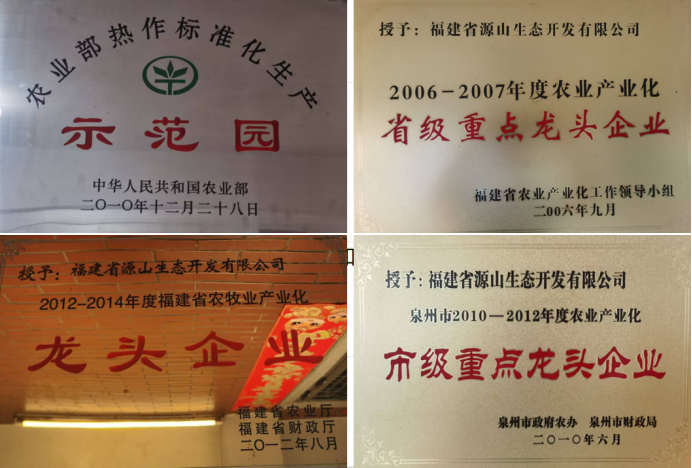 农业部热作标准化生产
示范园
中华人民共和国农业部
二〇一〇年十二月二十八日
授予：福建省源山生态开发有限公司
2006－2007年度农业产业化
省级重点龙头企业
福建省农业产业化工作领导小组
二00六年九月
授予：福建省源山生态开发有限公司
2012-2014年度福建省农牧业产业化
龙头企业
福建省农业厅
福建省财政厅
二〇一二年八月
授予：福建省源山生态开发有限公司
泉州市2010－2012年度农业产业化
市级重点龙头企业
泉州市政府农办 泉州市财政局
二〇一〇年六月